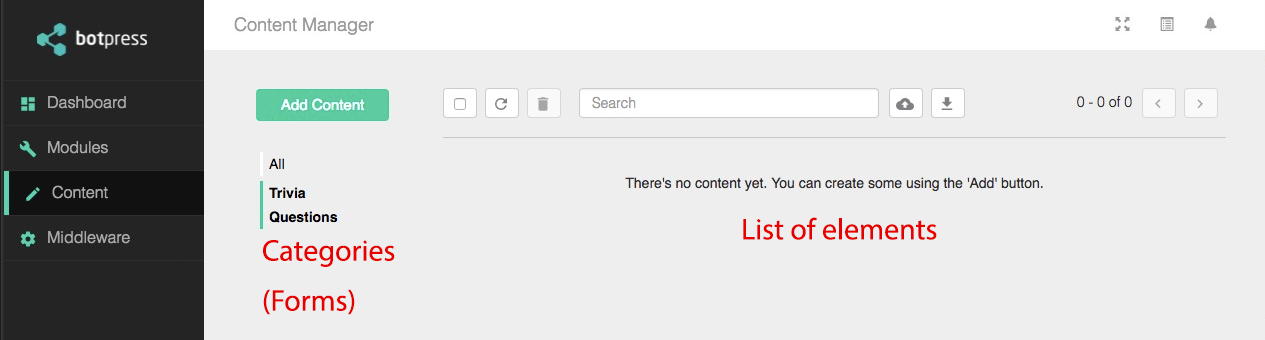 botpress
Content Manager
Dashboard
Modules
Content
Middleware
Add Content
Search
0 - 0 of 0
All
Trivia
Questions
Categories
(Forms)
There's no content yet. You can create some using the 'Add' button.
List of elements